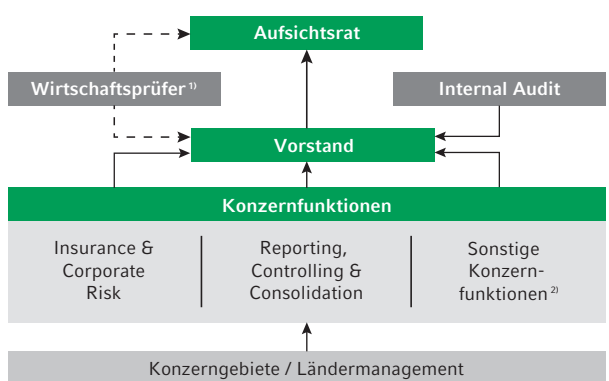 Aufsichtsrat
Wirtschaftsprüfer 1)
Internal Audit
Vorstand
Konzernfunktionen
Insurance &
Corporate
Risk
Reporting,
Controlling &
Consolidation
Sonstige
Konzern-
funktionen 2)
Konzerngebiete / Ländermanagement